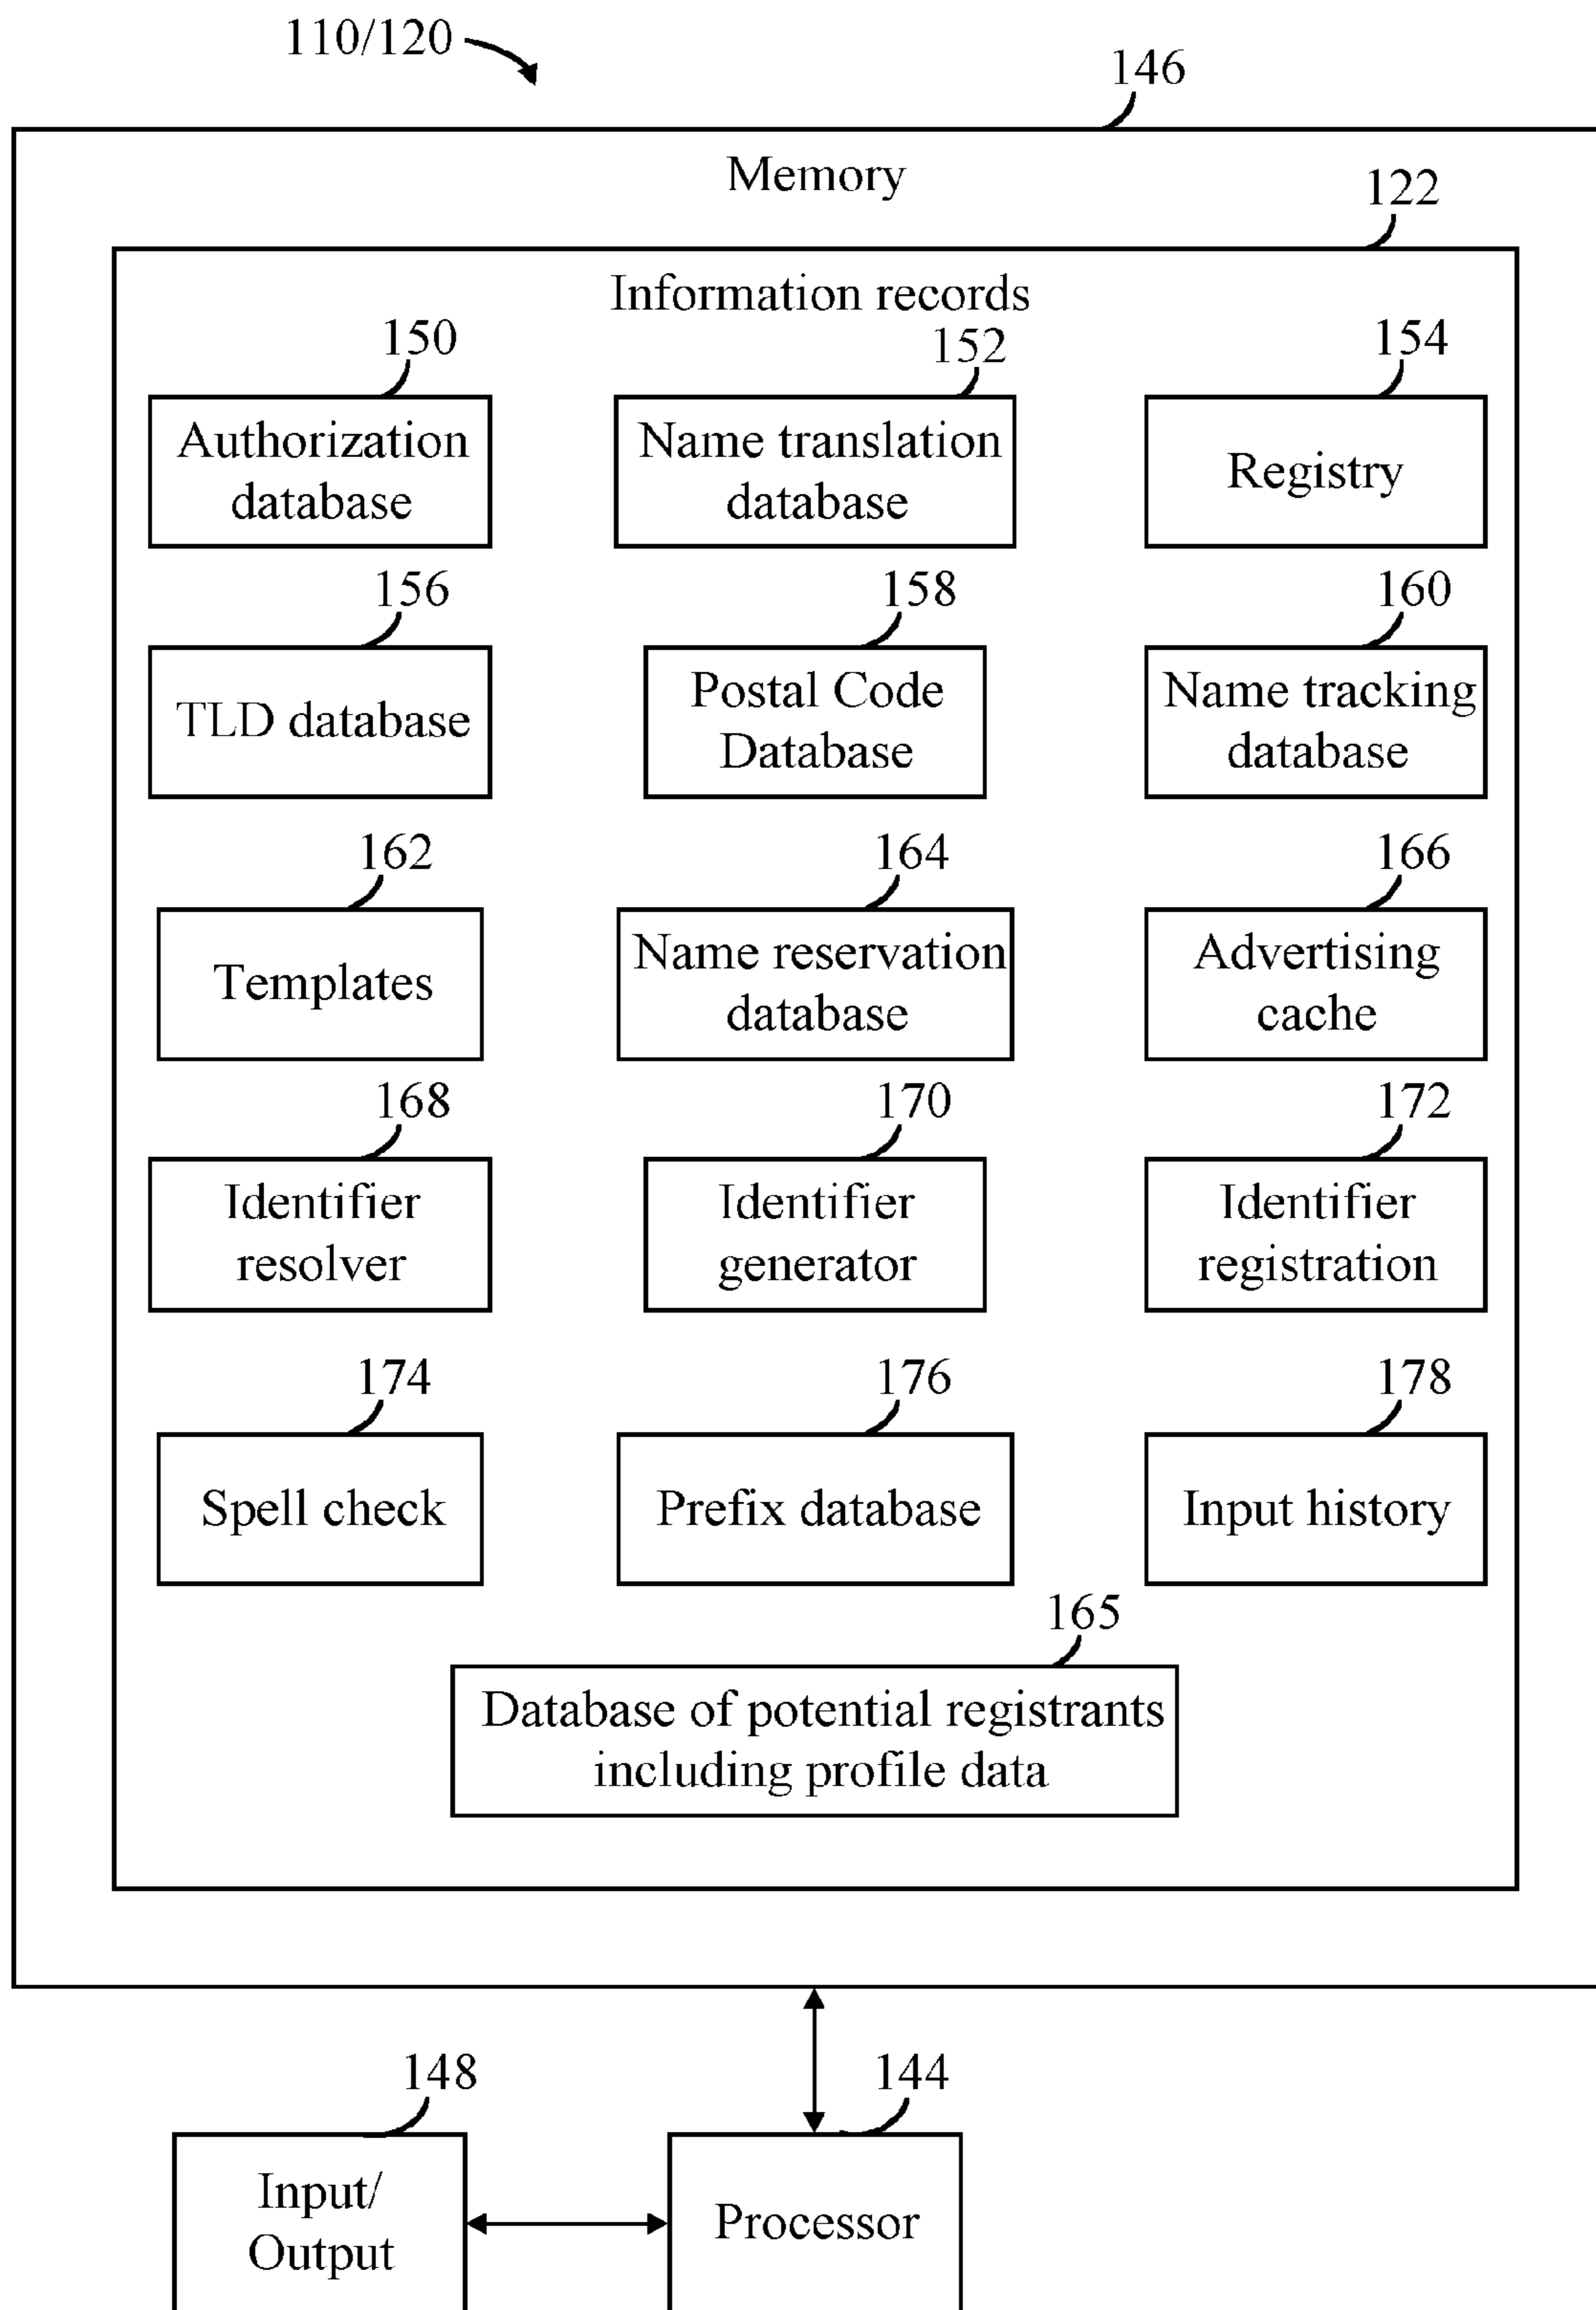 110/120
146
Memory
122
Information records
150
152
154
Authorization
database
Name translation
database
Registry
156
158
160
TLD database
Postal Code
Database
Name tracking
database
162
164
166
Templates
Name reservation
database
Advertising
cache
168
170
172
Identifier
resolver
Identifier
generator
Identifier
registration
174
176
178
Spell check
Prefix database
Input history
165
Database of potential registrants
including profile data
148
144
Input/
Output
Processor